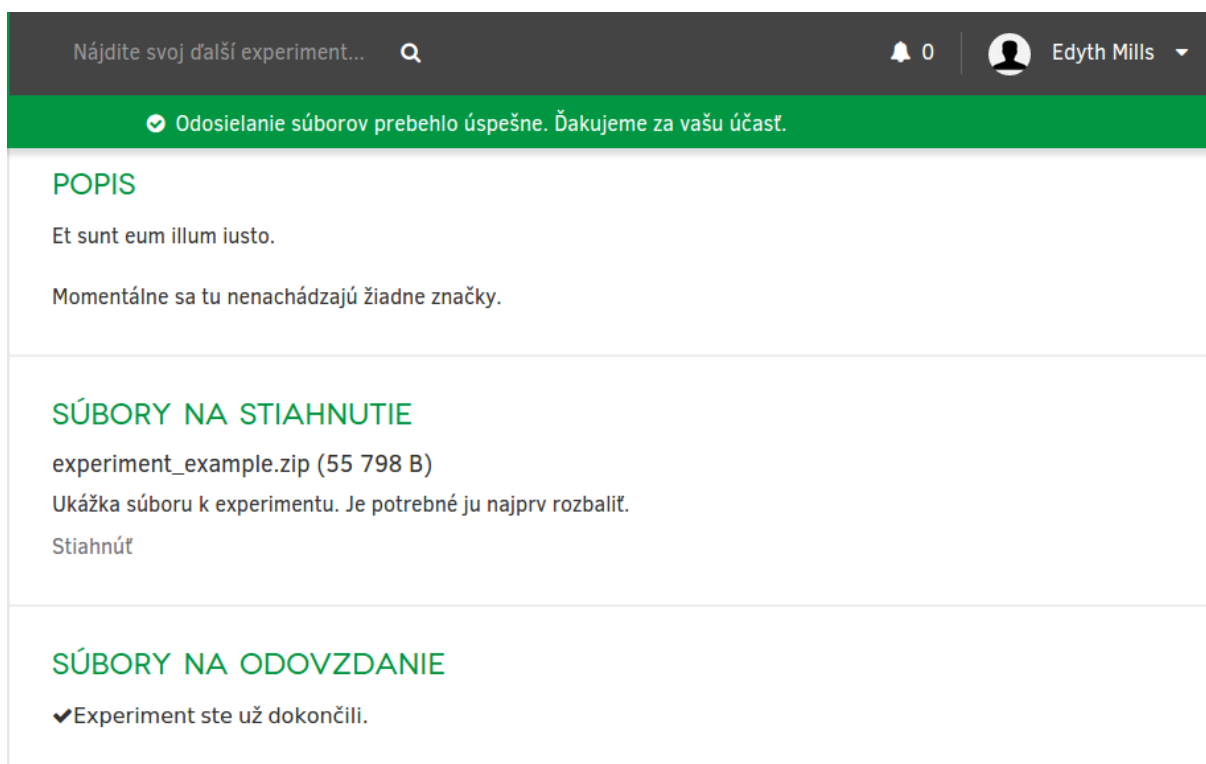 Nájdite svoj ďalší experiment... 0 Edyth Mills
Odosielanie súborov prebehlo úspešne. Ďakujeme za vašu účasť.
POPIS
Et sunt eum illum iusto.
Momentálne sa tu nenachádzajú žiadne značky.
SÚBORY NA STIAHNUTIE
experiment_example.zip (55 798 B)
Ukážka súboru k experimentu. Je potrebné ju najprv rozbaliť.
Stiahnúť
SÚBORY NA ODOVZDANIE
Experiment ste už dokončili.